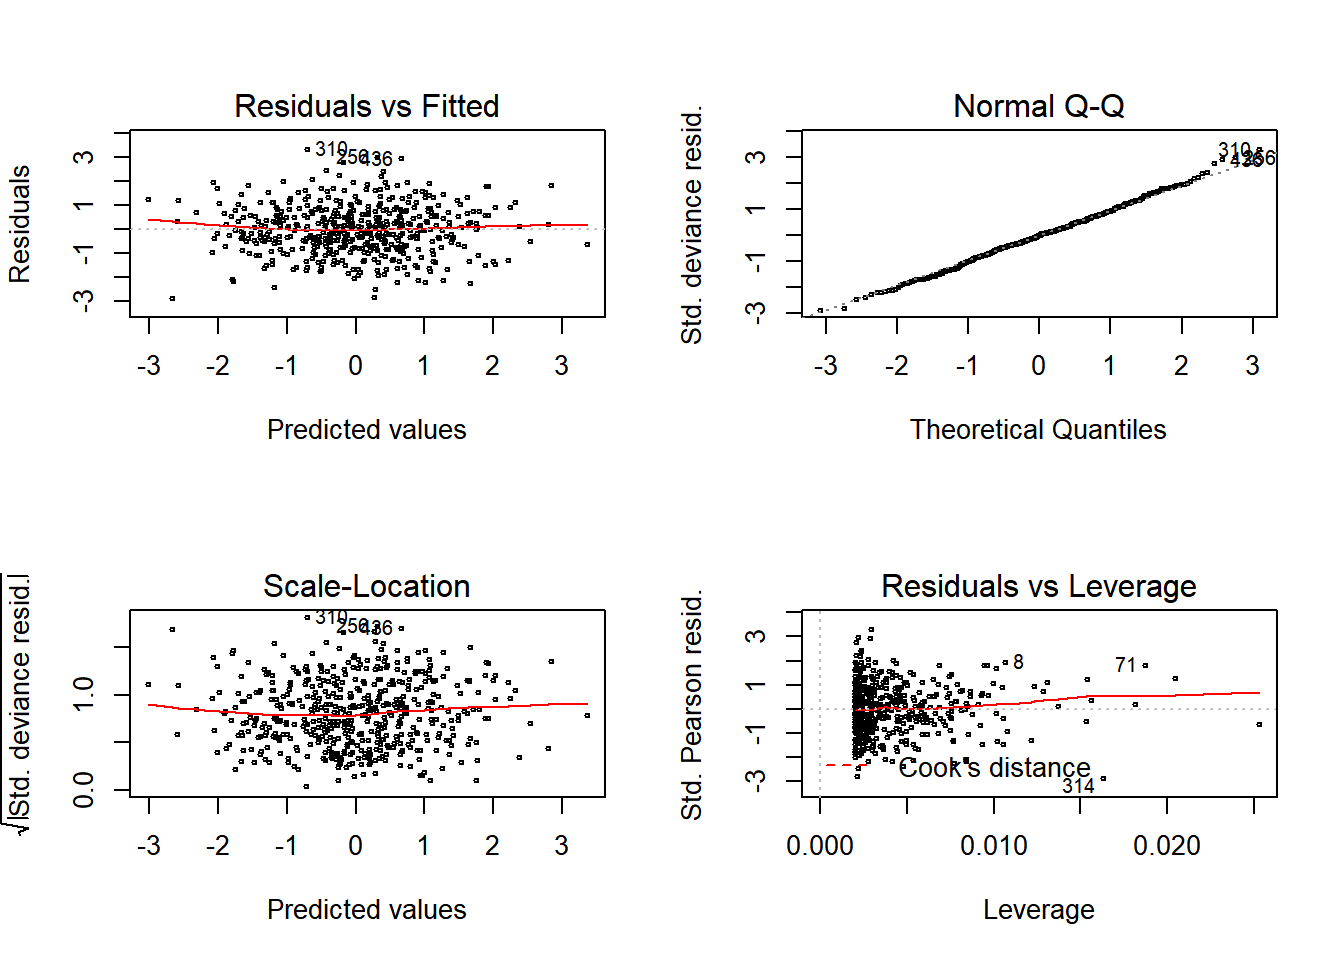 Residuals vs Fitted
Residuals
3
1
-1
-3
310
256
436
-3 -2 -1 0 1 2 3
Predicted values
Normal Q-Q
Std. deviance resid.
3
1
-1
-3
310
436
256
-3 -2 -1 0 1 2 3
Theoretical Quantiles
Scale-Location
√|Std. deviance resid.|
1.0
0.0
310
256
436
-3 -2 -1 0 1 2 3
Predicted values
Residuals vs Leverage
Std. Pearson resid.
3
1
-1
-3
8
71
Cook's distance
314
0.000 0.010 0.020
Leverage